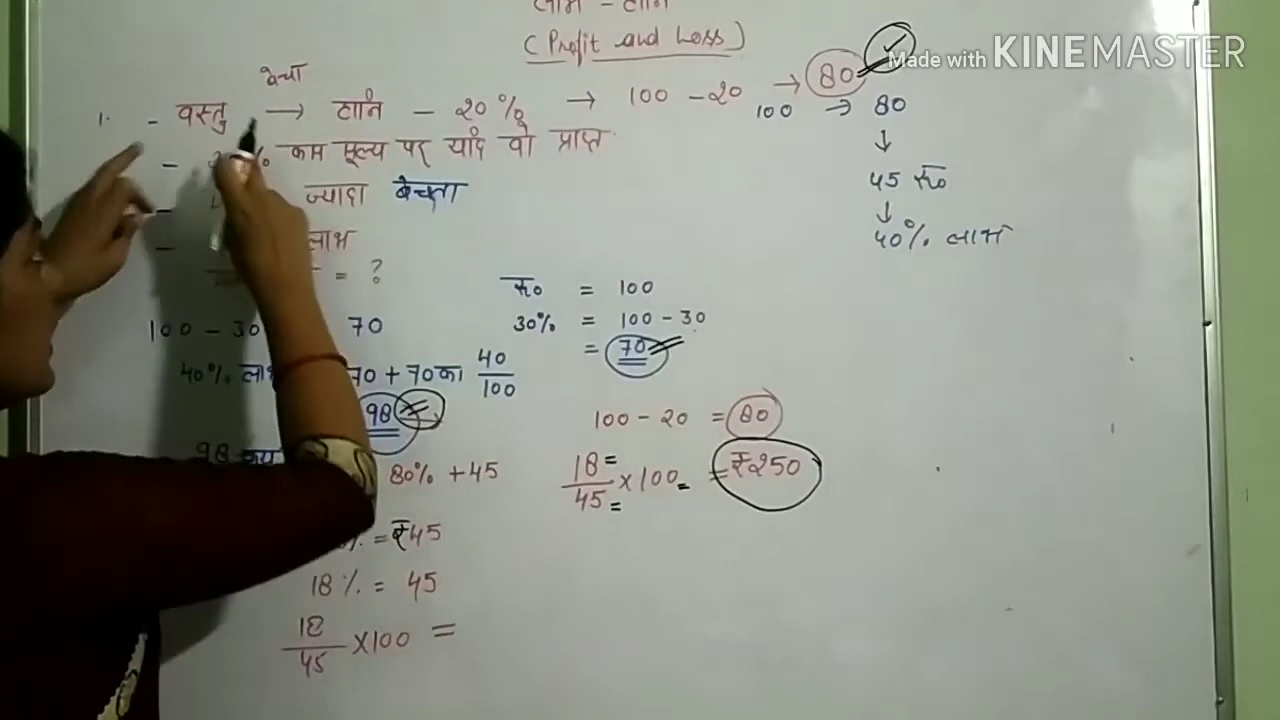 लाभ - हानि
(Profit and Loss)
Made with KINEMASTER
बेचा
1. - वस्तु → हानि - 20% → 100 - 20 → 80
100 → 80
↓
45 रू0
↓
40% लाभ
- % कम मूल्य पर यदि वो प्राप्त
- ज्यादा बेचता
- लाभ
= ?
रू0 = 100
30% = 100 - 30
= 70
100 - 30 70
40% लाभ 70 + 70 का 40/100
98
100 - 20 = 80
18/45 × 100 = ₹250
98 80% + 45
% = ₹45
18% = 45
18/45 × 100 =